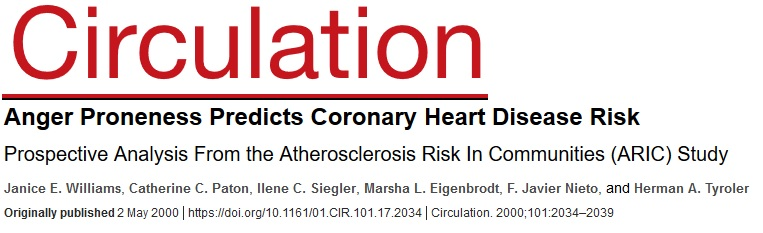 Circulation
Anger Proneness Predicts Coronary Heart Disease Risk
Prospective Analysis From the Atherosclerosis Risk In Communities (ARIC) Study
Janice E. Williams, Catherine C. Paton, Ilene C. Siegler, Marsha L. Eigenbrodt, F. Javier Nieto, and Herman A. Tyroler
Originally published 2 May 2000 | https://doi.org/10.1161/01.CIR.101.17.2034 | Circulation. 2000;101:2034–2039